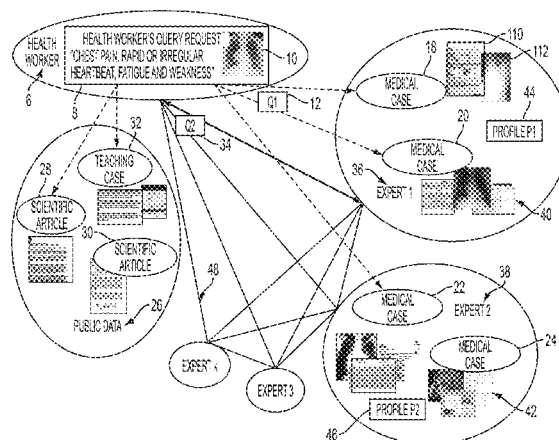 HEALTH
WORKER
6
8
HEALTH WORKER'S QUERY REQUEST
"CHEST PAIN, RAPID OR IRREGULAR
HEARTBEAT, FATIGUE AND WEAKNESS"
10
Q1
12
Q2
34
18
110
112
MEDICAL
CASE
44
20
PROFILE P1
MEDICAL
CASE
36
EXPERT 1
40
32
TEACHING
CASE
28
SCIENTIFIC
ARTICLE
30
SCIENTIFIC
ARTICLE
PUBLIC DATA
26
48
22
MEDICAL
CASE
38
EXPERT 2
MEDICAL
CASE
24
42
PROFILE P2
46
EXPERT X
EXPERT 3